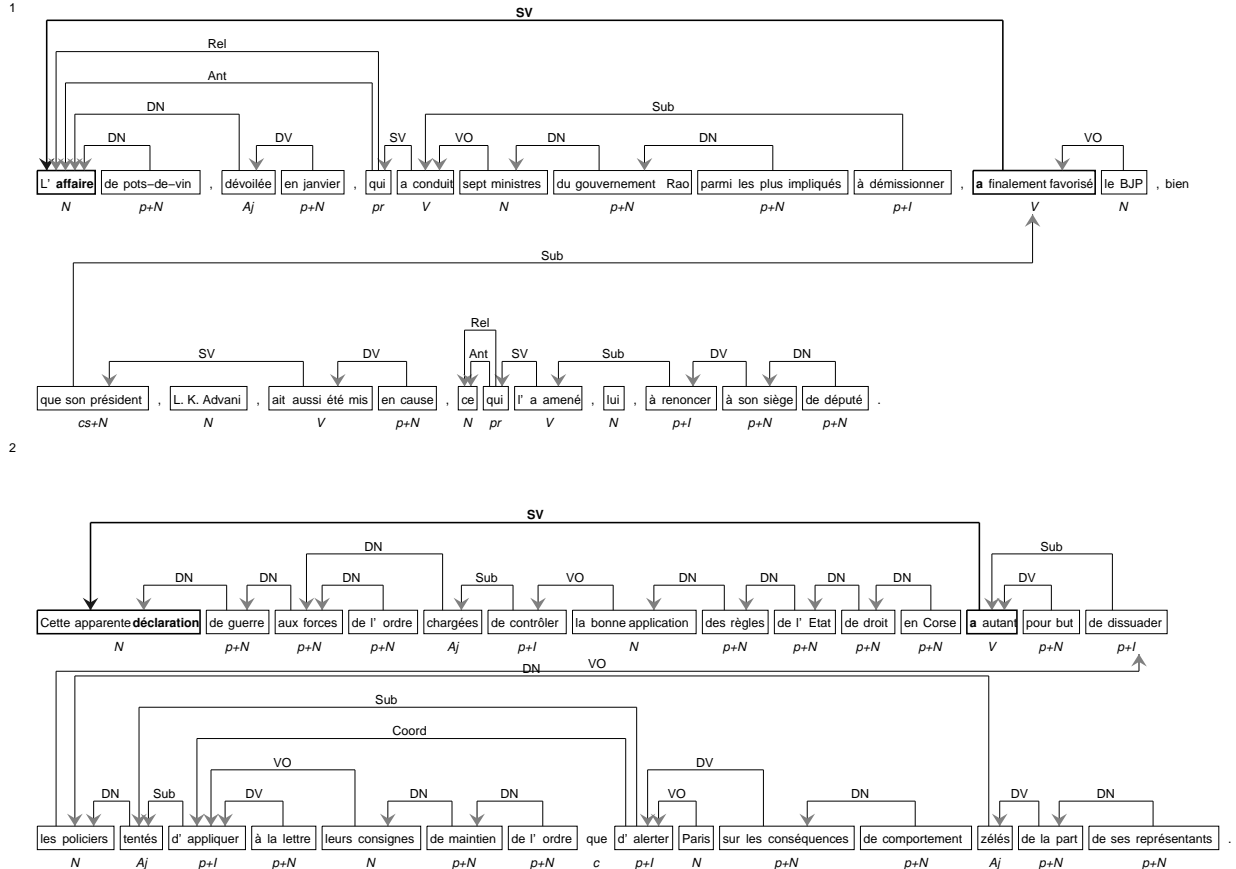 1
SV
Rel
Ant
DN Sub
DN DV SV VO DN DN VO
L' affaire de pots-de-vin , dévoilée en janvier , qui a conduit sept ministres du gouvernement Rao parmi les plus impliqués à démissionner , a finalement favorisé le BJP , bien
N p+N Aj p+N pr V N p+N p+N p+I V N
Sub
Rel
SV DV Ant SV Sub DV DN
que son président , L. K. Advani , ait aussi été mis en cause , ce qui l' a amené , lui , à renoncer à son siège de député .
cs+N N V p+N N pr V N p+I p+N p+N
2
SV
DN Sub
DN DN DN Sub VO DN DN DN DN DV
Cette apparente déclaration de guerre aux forces de l' ordre chargées de contrôler la bonne application des règles de l' Etat de droit en Corse a autant pour but de dissuader
N p+N p+N p+N Aj p+I N p+N p+N p+N p+N V p+N p+I
VO
DN
Sub
Coord
VO DV
DN Sub DV DN DN VO DN DV DN
les policiers tentés d' appliquer à la lettre leurs consignes de maintien de l' ordre que d' alerter Paris sur les conséquences de comportement zélés de la part de ses représentants .
N Aj p+I p+N N p+N p+N c p+I N p+N p+N Aj p+N p+N